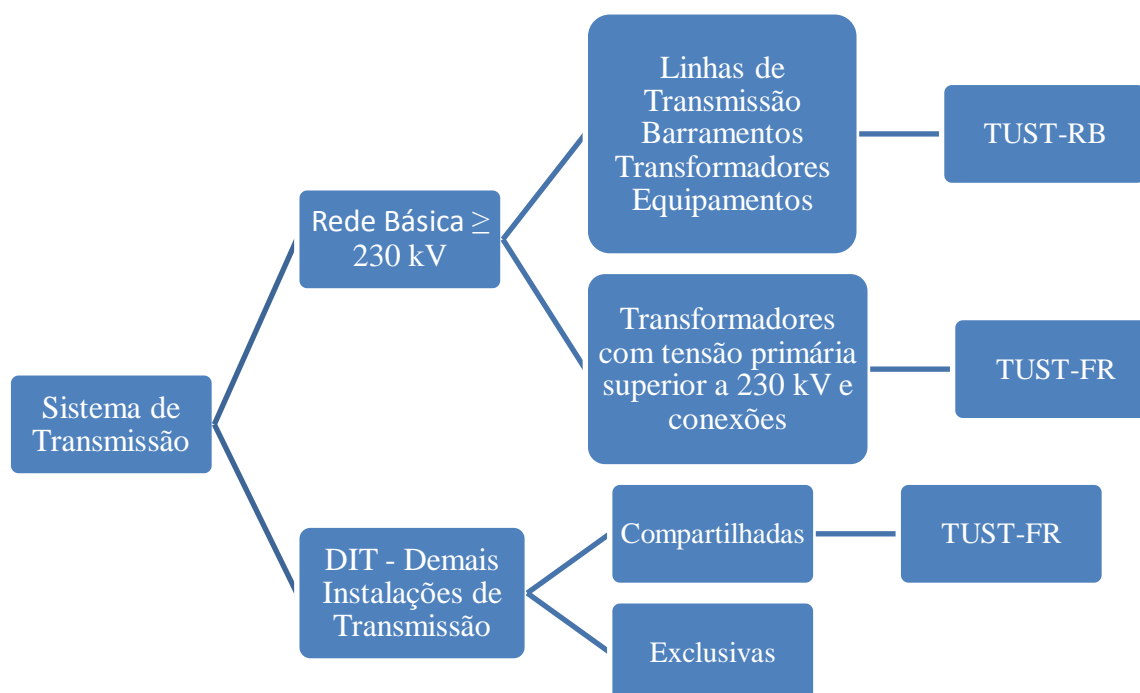 Linhas de
Transmissão
Barramentos
Transformadores
Equipamentos
TUST-RB
Rede Básica ≥
230 kV
Transformadores
com tensão primária
superior a 230 kV e
conexões
TUST-FR
Sistema de
Transmissão
DIT - Demais
Instalações de
Transmissão
Compartilhadas
TUST-FR
Exclusivas